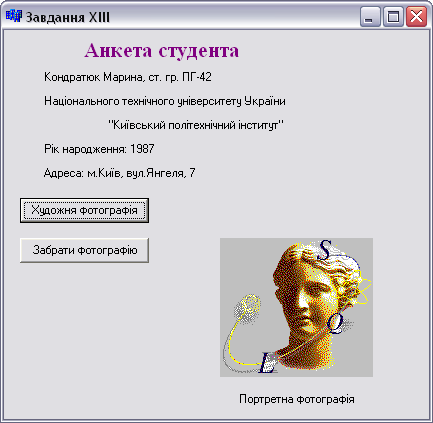 Завдання XIII
Анкета студента
Кондратюк Марина, ст. гр. ПГ-42
Національного технічного університету України
"Київський політехнічний інститут"
Рік народження: 1987
Адреса: м.Київ, вул.Янгеля, 7
Художня фотографія
Забрати фотографію
S
Q
L
Портретна фотографія